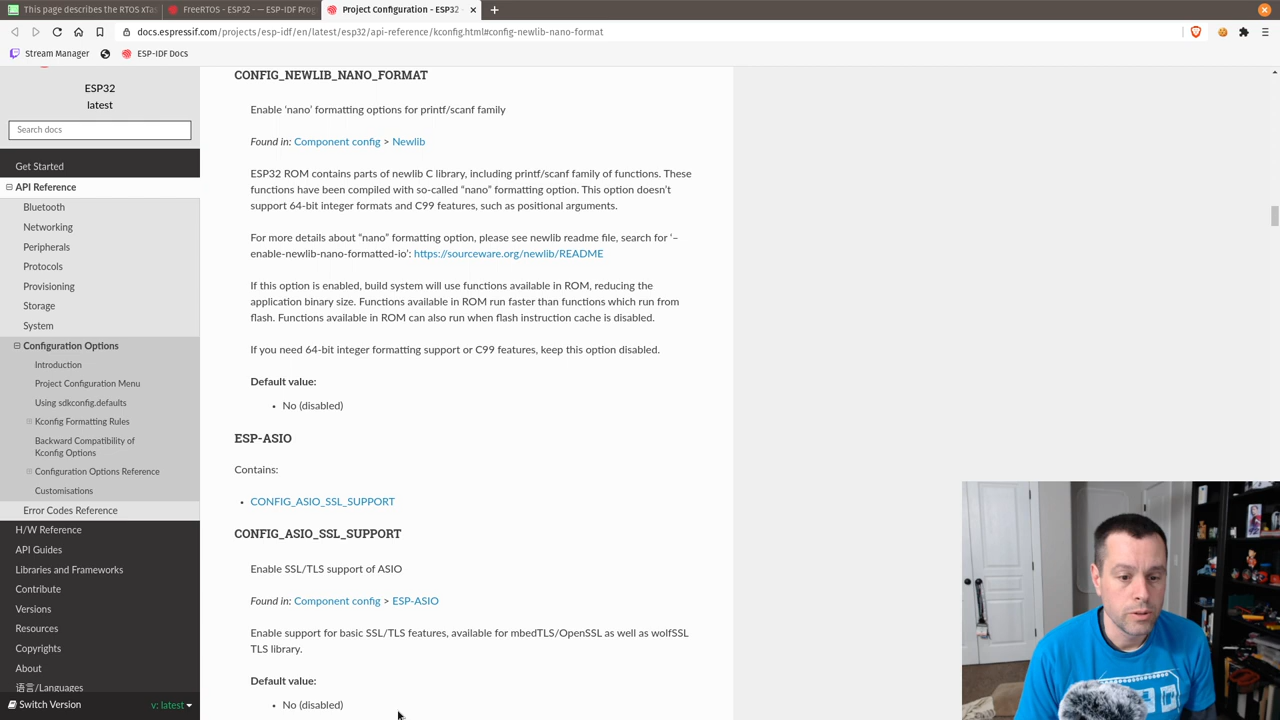 This page describes the RTOS xTas
FreeRTOS - ESP32 - — ESP-IDF Prog
Project Configuration - ESP32 -
docs.espressif.com/projects/esp-idf/en/latest/esp32/api-reference/kconfig.html#config-newlib-nano-format
Stream Manager
ESP-IDF Docs
ESP32
latest
Search docs
Get Started
API Reference
Bluetooth
Networking
Peripherals
Protocols
Provisioning
Storage
System
Configuration Options
Introduction
Project Configuration Menu
Using sdkconfig.defaults
Kconfig Formatting Rules
Backward Compatibility of
Kconfig Options
Configuration Options Reference
Customisations
Error Codes Reference
H/W Reference
API Guides
Libraries and Frameworks
Contribute
Versions
Resources
Copyrights
About
语言/Languages
Switch Version
v: latest
CONFIG_NEWLIB_NANO_FORMAT
Enable ‘nano’ formatting options for printf/scanf family
Found in: Component config > Newlib
ESP32 ROM contains parts of newlib C library, including printf/scanf family of functions. These
functions have been compiled with so-called “nano” formatting option. This option doesn’t
support 64-bit integer formats and C99 features, such as positional arguments.
For more details about “nano” formatting option, please see newlib readme file, search for ‘–
enable-newlib-nano-formatted-io’: https://sourceware.org/newlib/README
If this option is enabled, build system will use functions available in ROM, reducing the
application binary size. Functions available in ROM run faster than functions which run from
flash. Functions available in ROM can also run when flash instruction cache is disabled.
If you need 64-bit integer formatting support or C99 features, keep this option disabled.
Default value:
• No (disabled)
ESP-ASIO
Contains:
• CONFIG_ASIO_SSL_SUPPORT
CONFIG_ASIO_SSL_SUPPORT
Enable SSL/TLS support of ASIO
Found in: Component config > ESP-ASIO
Enable support for basic SSL/TLS features, available for mbedTLS/OpenSSL as well as wolfSSL
TLS library.
Default value:
• No (disabled)